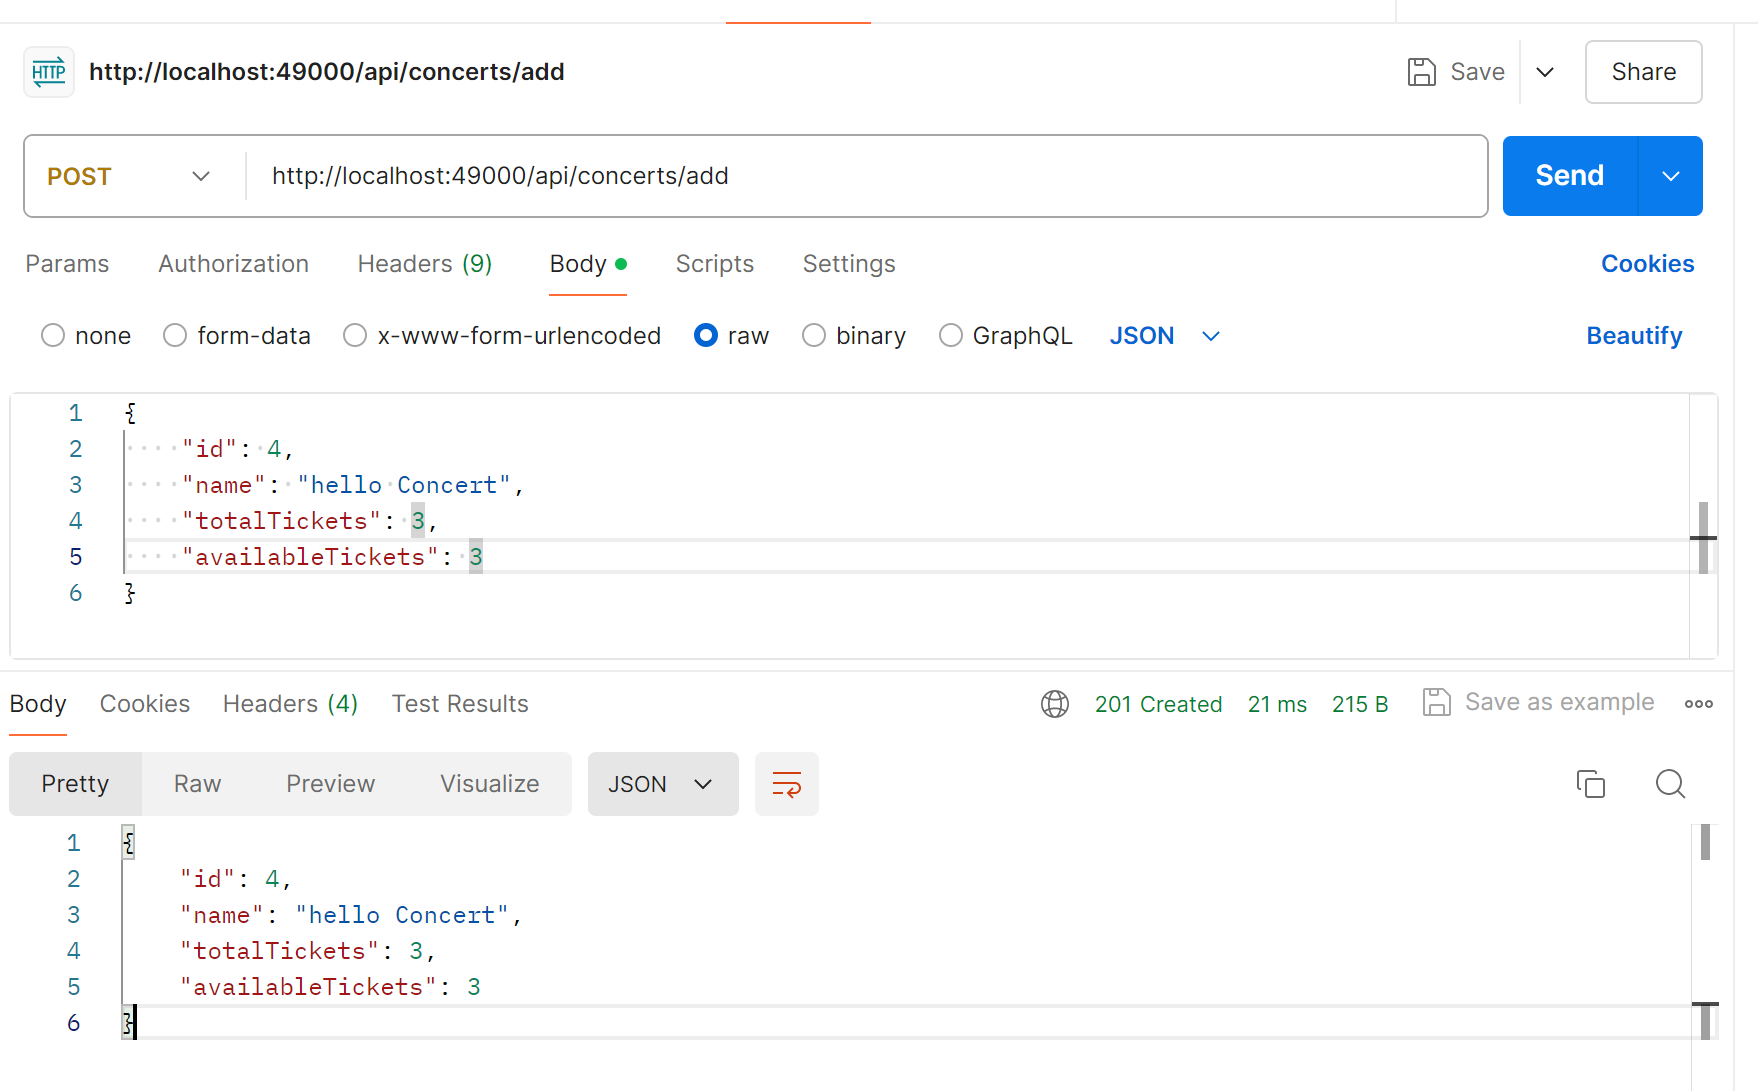 HTTP http://localhost:49000/api/concerts/add Save Share
POST http://localhost:49000/api/concerts/add Send
Params Authorization Headers (9) Body Scripts Settings Cookies
none form-data x-www-form-urlencoded raw binary GraphQL JSON Beautify
1 {
2 "id": 4,
3 "name": "hello Concert",
4 "totalTickets": 3,
5 "availableTickets": 3
6 }
Body Cookies Headers (4) Test Results 201 Created 21 ms 215 B Save as example
Pretty Raw Preview Visualize JSON
1 {
2 "id": 4,
3 "name": "hello Concert",
4 "totalTickets": 3,
5 "availableTickets": 3
6 }